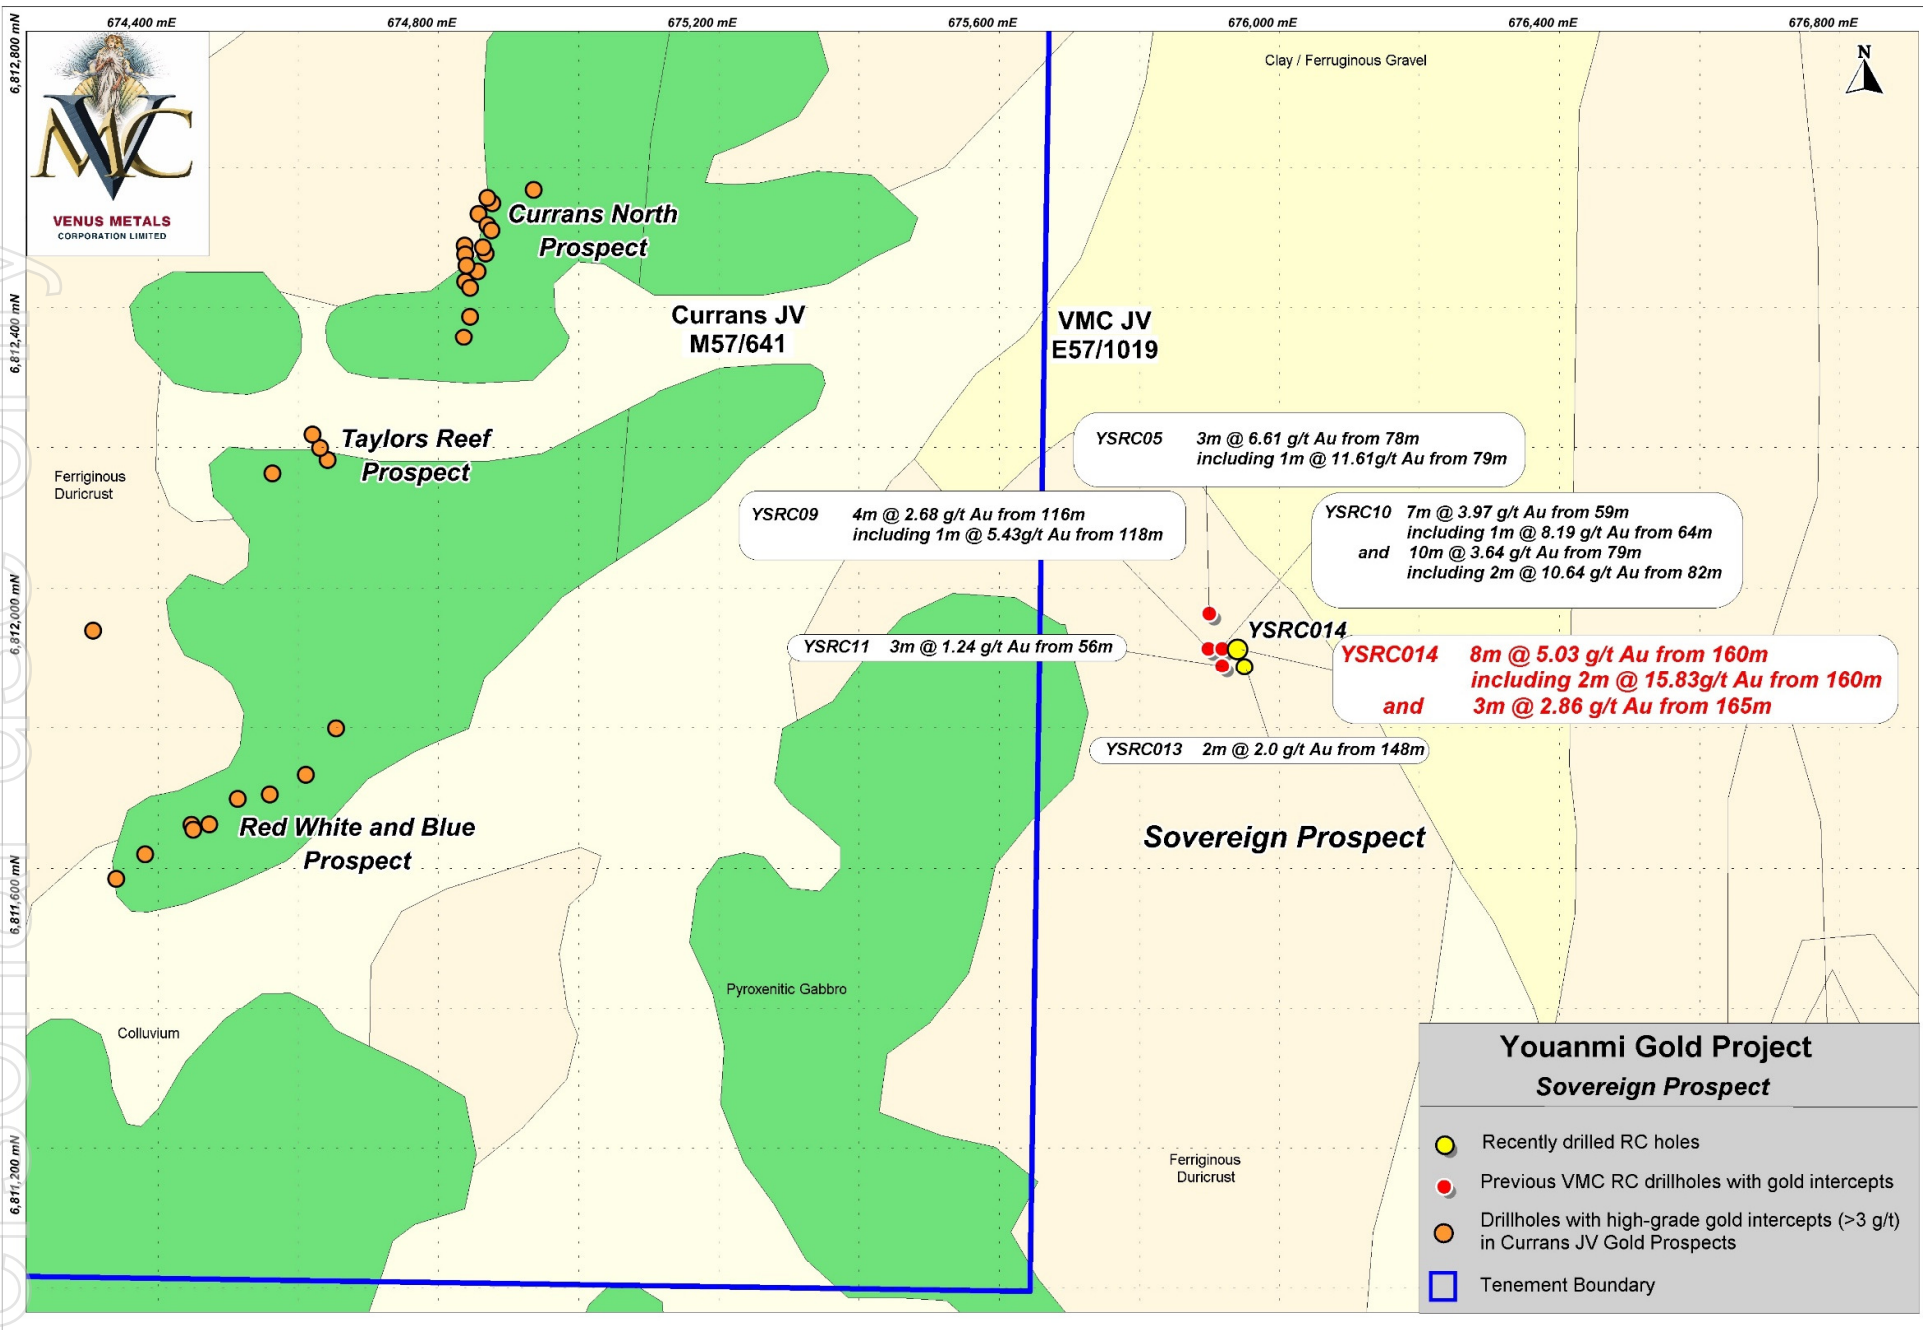 674,400 mE
674,800 mE
675,200 mE
675,600 mE
676,000 mE
676,400 mE
676,800 mE
6,812,800 mN
6,812,400 mN
6,812,000 mN
6,811,600 mN
6,811,200 mN
VMC
VENUS METALS
CORPORATION LIMITED
Clay / Ferruginous Gravel
N
Currans North
Prospect
Currans JV
M57/641
VMC JV
E57/1019
Taylors Reef
Prospect
Ferriginous
Duricrust
YSRC05 3m @ 6.61 g/t Au from 78m
including 1m @ 11.61g/t Au from 79m
YSRC09 4m @ 2.68 g/t Au from 116m
including 1m @ 5.43g/t Au from 118m
YSRC10 7m @ 3.97 g/t Au from 59m
including 1m @ 8.19 g/t Au from 64m
and 10m @ 3.64 g/t Au from 79m
including 2m @ 10.64 g/t Au from 82m
YSRC014
YSRC11 3m @ 1.24 g/t Au from 56m
YSRC014 8m @ 5.03 g/t Au from 160m
including 2m @ 15.83g/t Au from 160m
and 3m @ 2.86 g/t Au from 165m
YSRC013 2m @ 2.0 g/t Au from 148m
Red White and Blue
Prospect
Sovereign Prospect
Pyroxenitic Gabbro
Colluvium
Ferriginous
Duricrust
Youanmi Gold Project
Sovereign Prospect
Recently drilled RC holes
Previous VMC RC drillholes with gold intercepts
Drillholes with high-grade gold intercepts (>3 g/t)
in Currans JV Gold Prospects
Tenement Boundary